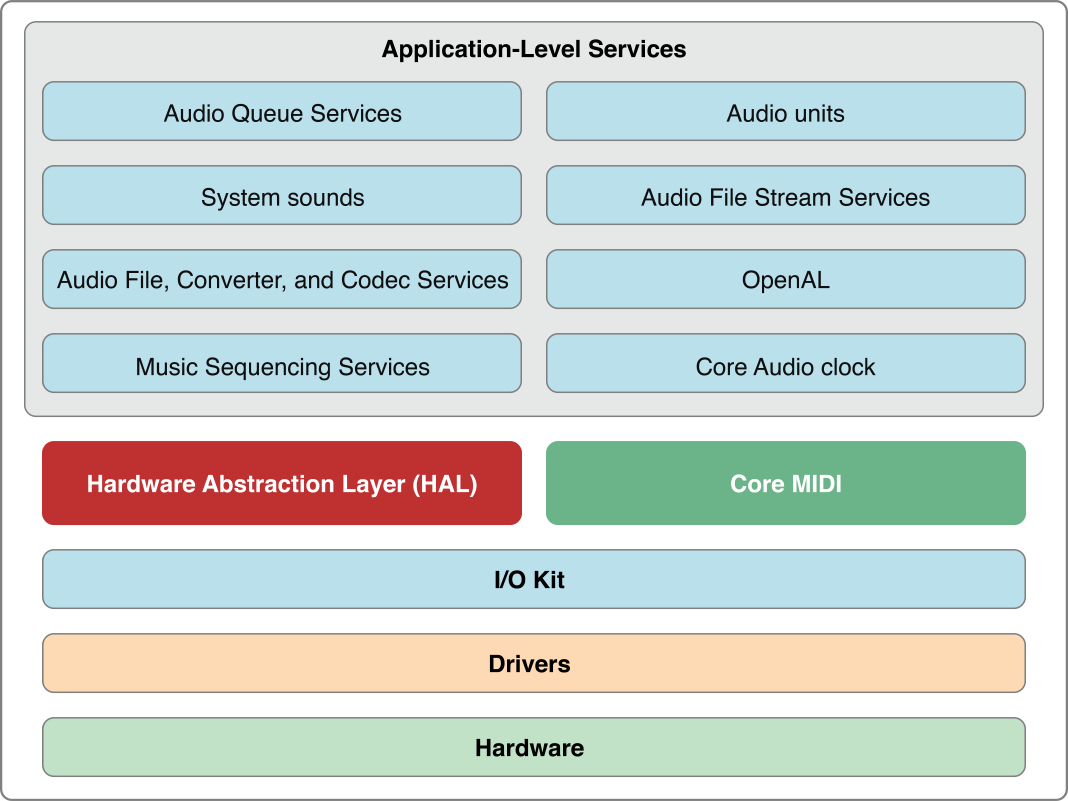 Application-Level Services
Audio Queue Services
Audio units
System sounds
Audio File Stream Services
Audio File, Converter, and Codec Services
OpenAL
Music Sequencing Services
Core Audio clock
Hardware Abstraction Layer (HAL)
Core MIDI
I/O Kit
Drivers
Hardware